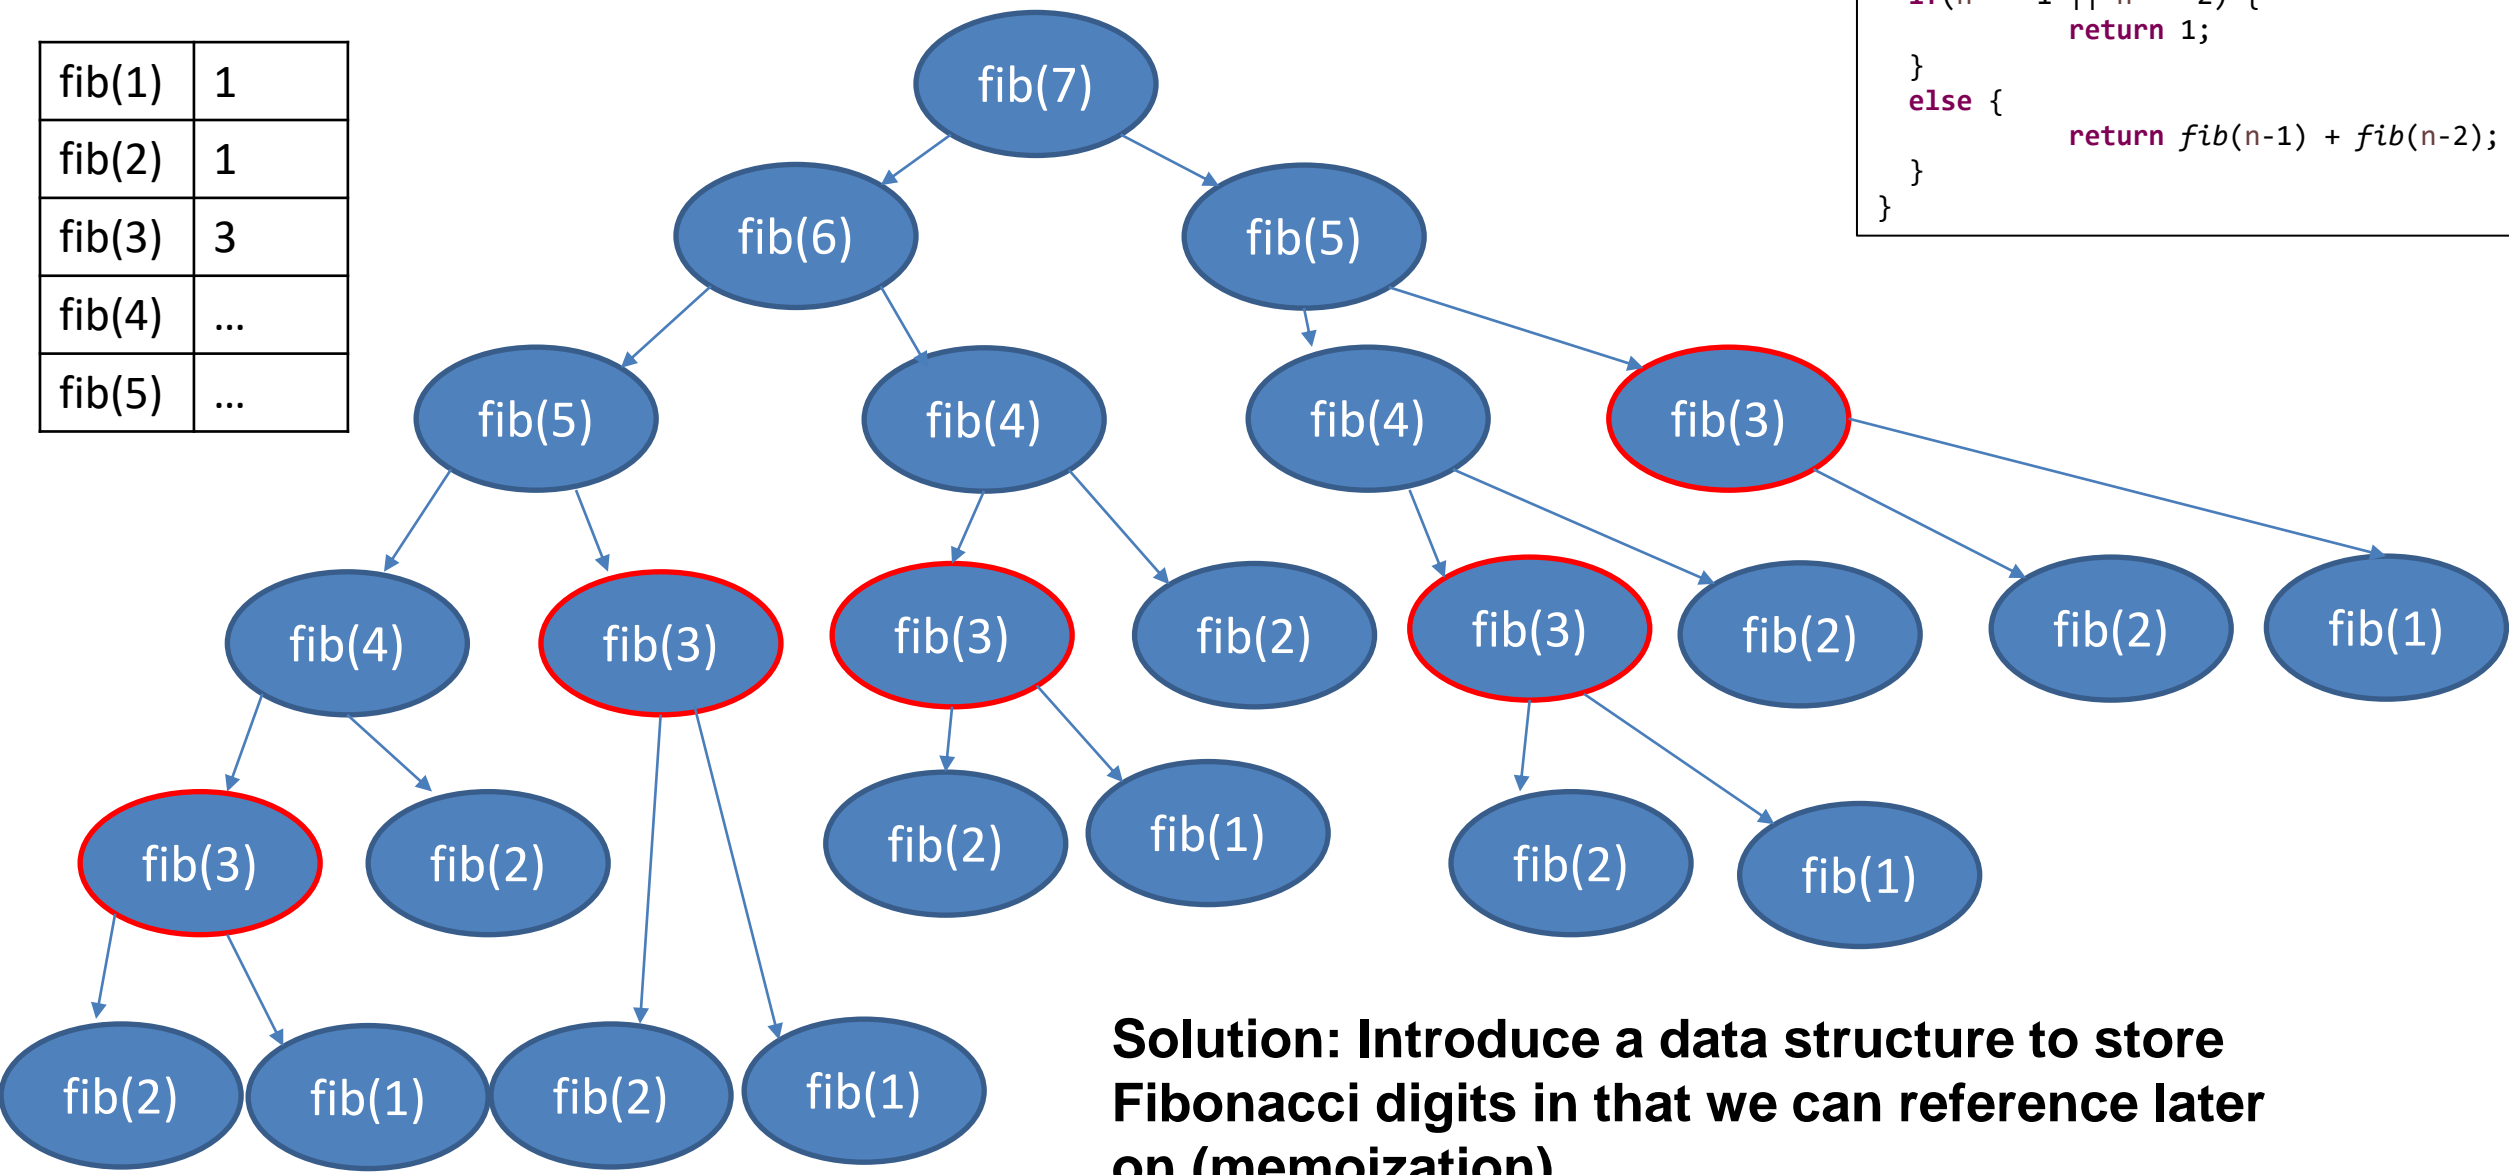 if(n == 1 || n == 2) {
return 1;
}
else {
return fib(n-1) + fib(n-2);
}
}
fib(1) 1
fib(2) 1
fib(3) 3
fib(4) ...
fib(5) ...
fib(7)
fib(6) fib(5)
fib(5) fib(4) fib(4) fib(3)
fib(4) fib(3) fib(3) fib(2) fib(3) fib(2) fib(2) fib(1)
fib(3) fib(2) fib(2) fib(1) fib(2) fib(1)
fib(2) fib(1) fib(2) fib(1)
Solution: Introduce a data structure to store
Fibonacci digits in that we can reference later
on (memoization)